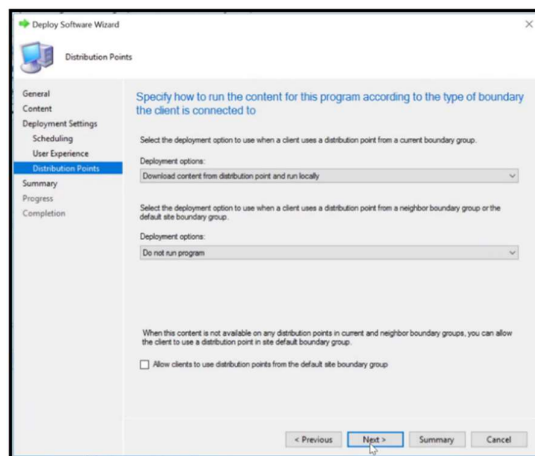 Deploy Software Wizard
Distribution Points
General
Content
Deployment Settings
Scheduling
User Experience
Distribution Points
Summary
Progress
Completion
Specify how to run the content for this program according to the type of boundary
the client is connected to
Select the deployment option to use when a client uses a distribution point from a current boundary group.
Deployment options:
Download content from distribution point and run locally
Select the deployment option to use when a client uses a distribution point from a neighbor boundary group or the
default site boundary group.
Deployment options:
Do not run program
When this content is not available on any distribution points in current and neighbor boundary groups, you can allow
the client to use a distribution point in site default boundary group.
Allow clients to use distribution points from the default site boundary group
< Previous Next > Summary Cancel